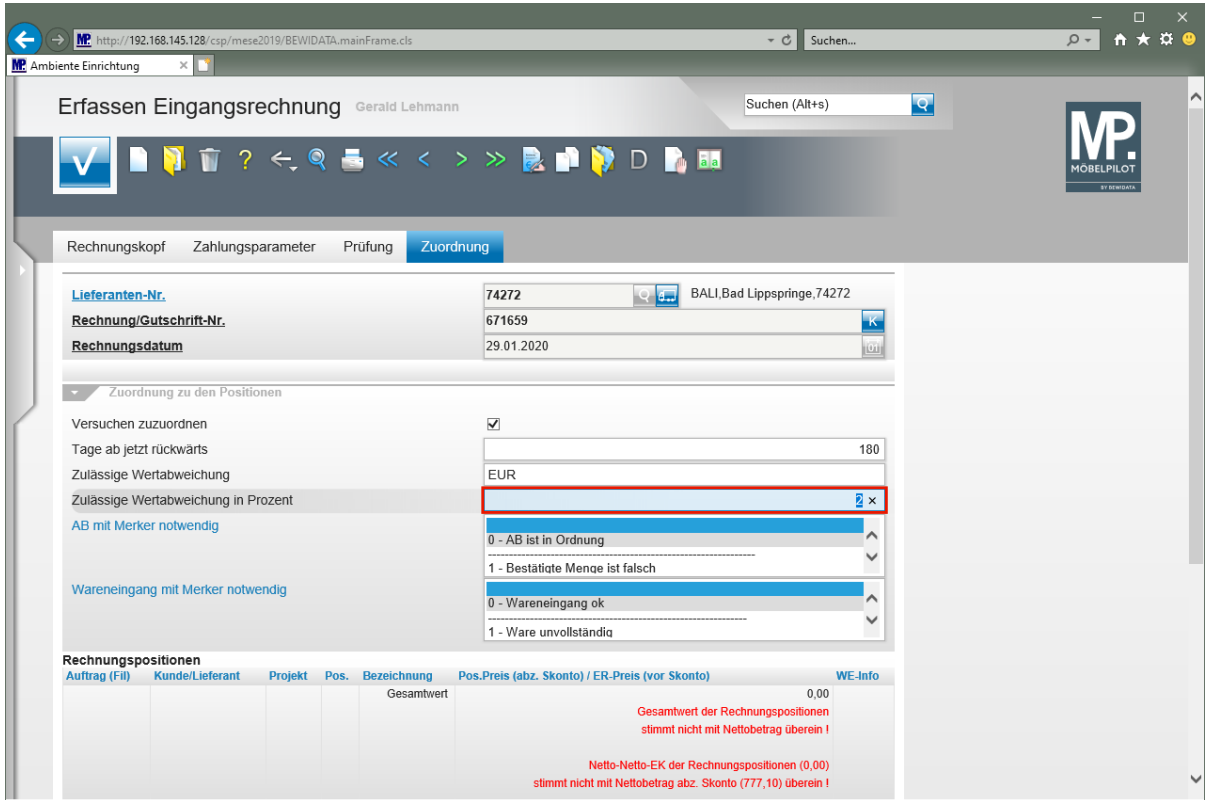 http://192.168.145.128/csp/mese2019/BEWIDATA.mainFrame.cls
Suchen...
MP. Ambiente Einrichtung
Erfassen Eingangsrechnung Gerald Lehmann
Suchen (Alt+s)
MP.
MÖBELPILOT
BY BEWIDATA
? D a a
Rechnungskopf Zahlungsparameter Prüfung Zuordnung
Lieferanten-Nr. 74272 BALI,Bad Lippspringe,74272
Rechnung/Gutschrift-Nr. 671659 K
Rechnungsdatum 29.01.2020 01
Zuordnung zu den Positionen
Versuchen zuzuordnen
Tage ab jetzt rückwärts 180
Zulässige Wertabweichung EUR
Zulässige Wertabweichung in Prozent 2
AB mit Merker notwendig
0 - AB ist in Ordnung
1 - Bestätigte Menge ist falsch
Wareneingang mit Merker notwendig
0 - Wareneingang ok
1 - Ware unvollständig
Rechnungspositionen
Auftrag (Fil) Kunde/Lieferant Projekt Pos. Bezeichnung Pos.Preis (abz. Skonto) / ER-Preis (vor Skonto) WE-Info
Gesamtwert 0,00
Gesamtwert der Rechnungspositionen
stimmt nicht mit Nettobetrag überein !
Netto-Netto-EK der Rechnungspositionen (0,00)
stimmt nicht mit Nettobetrag abz. Skonto (777,10) überein !